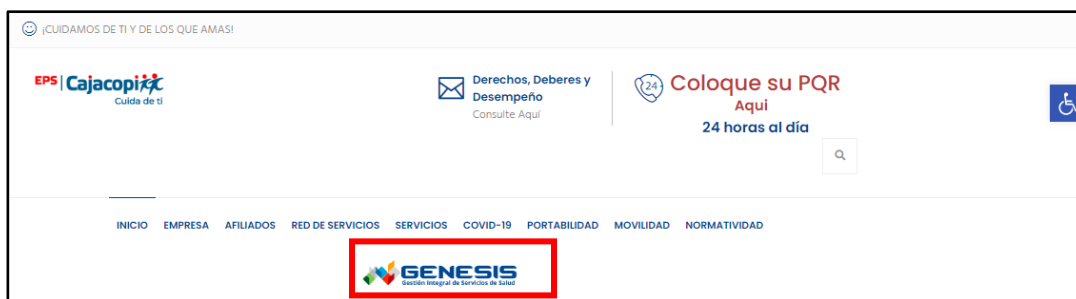 ¡CUIDAMOS DE TI Y DE LOS QUE AMAS!
EPS | Cajacopi
Cuida de ti
Derechos, Deberes y
Desempeño
Consulte Aquí
24
Coloque su PQR
Aqui
24 horas al día
INICIO EMPRESA AFILIADOS RED DE SERVICIOS SERVICIOS COVID-19 PORTABILIDAD MOVILIDAD NORMATIVIDAD
GENESIS
Gestión Integral de Servicios de Salud